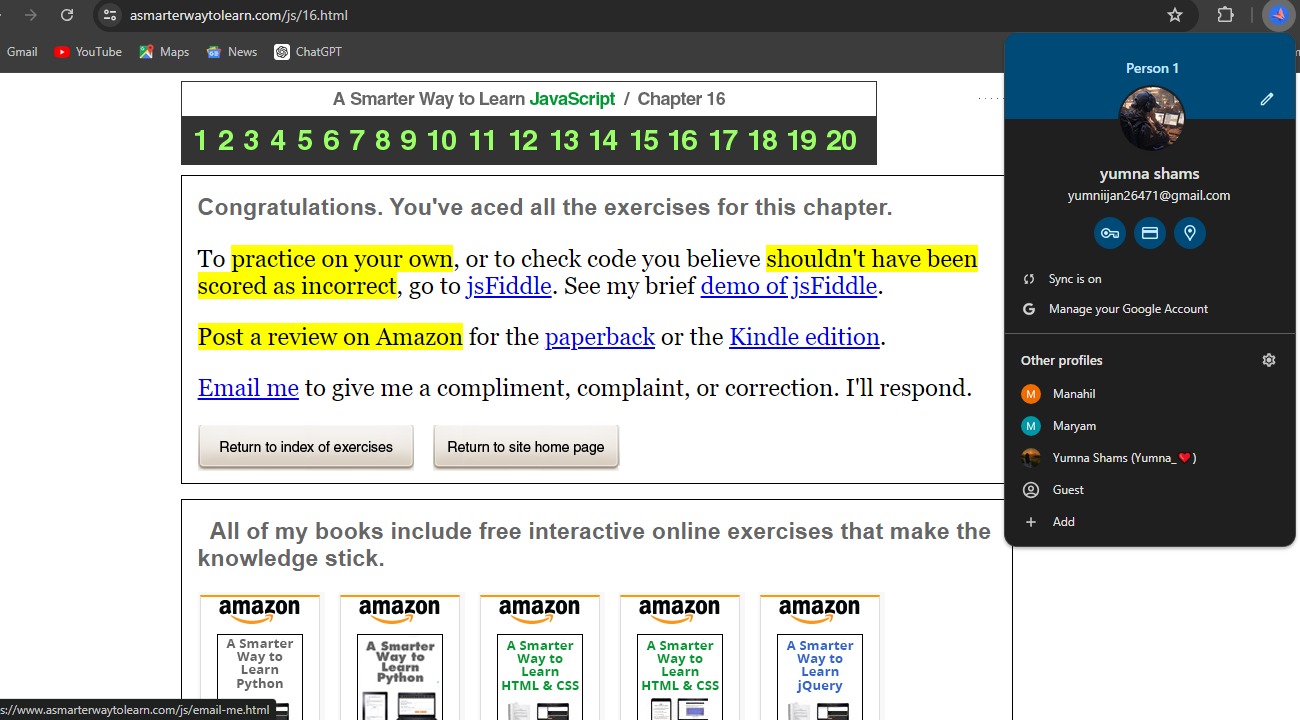 asmarterwaytolearn.com/js/16.html
Gmail YouTube Maps News ChatGPT
A Smarter Way to Learn JavaScript / Chapter 16
1 2 3 4 5 6 7 8 9 10 11 12 13 14 15 16 17 18 19 20
Congratulations. You've aced all the exercises for this chapter.
To practice on your own, or to check code you believe shouldn't have been
scored as incorrect, go to jsFiddle. See my brief demo of jsFiddle.
Post a review on Amazon for the paperback or the Kindle edition.
Email me to give me a compliment, complaint, or correction. I'll respond.
Return to index of exercises Return to site home page
All of my books include free interactive online exercises that make the
knowledge stick.
amazon amazon amazon amazon amazon
A Smarter
Way to
Learn
Python
A Smarter
Way to
Learn
Python
A Smarter
Way to
Learn
HTML & CSS
A Smarter
Way to
Learn
HTML & CSS
A Smarter
Way to
Learn
jQuery
s://www.asmarterwaytolearn.com/js/email-me.html
Person 1
yumna shams
yumniijan26471@gmail.com
Sync is on
G Manage your Google Account
Other profiles
M Manahil
M Maryam
Yumna Shams (Yumna_❤️)
Guest
+ Add